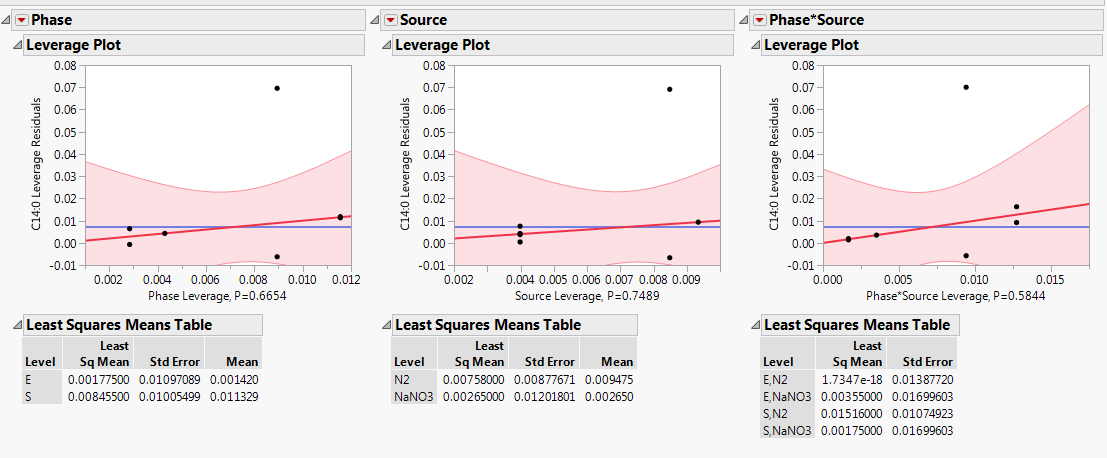 Phase
Leverage Plot
C14:0 Leverage Residuals
0.08
0.07
0.06
0.05
0.04
0.03
0.02
0.01
0.00
-0.01
0.002 0.004 0.006 0.008 0.010 0.012
Phase Leverage, P=0.6654
Least Squares Means Table
Least
Level Sq Mean Std Error Mean
E 0.00177500 0.01097089 0.001420
S 0.00845500 0.01005499 0.011329
Source
Leverage Plot
C14:0 Leverage Residuals
0.08
0.07
0.06
0.05
0.04
0.03
0.02
0.01
0.00
-0.01
0.002 0.004 0.005 0.006 0.007 0.009
Source Leverage, P=0.7489
Least Squares Means Table
Least
Level Sq Mean Std Error Mean
N2 0.00758000 0.00877671 0.009475
NaNO3 0.00265000 0.01201801 0.002650
Phase*Source
Leverage Plot
C14:0 Leverage Residuals
0.08
0.07
0.06
0.05
0.04
0.03
0.02
0.01
0.00
-0.01
0.000 0.005 0.010 0.015
Phase*Source Leverage, P=0.5844
Least Squares Means Table
Least
Level Sq Mean Std Error
E,N2 1.7347e-18 0.01387720
E,NaNO3 0.00355000 0.01699603
S,N2 0.01516000 0.01074923
S,NaNO3 0.00175000 0.01699603